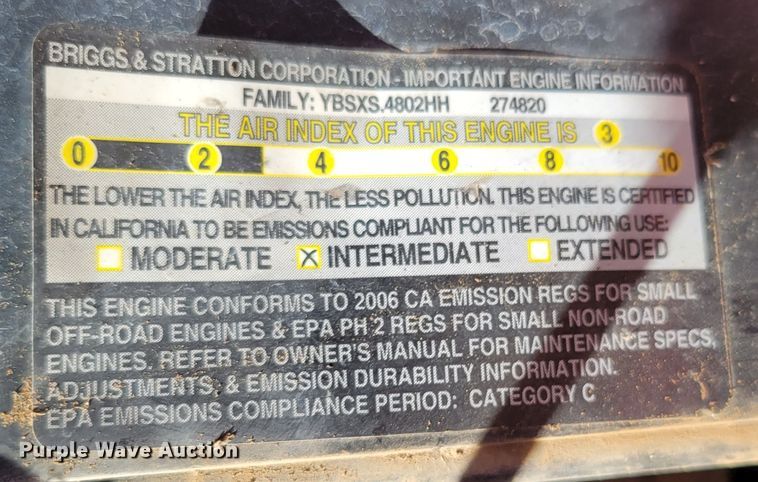 BRIGGS & STRATTON CORPORATION - IMPORTANT ENGINE INFORMATION
FAMILY: YBSXS.4802HH 274820
THE AIR INDEX OF THIS ENGINE IS 3
0 2 4 6 8 10
THE LOWER THE AIR INDEX, THE LESS POLLUTION. THIS ENGINE IS CERTIFIED
IN CALIFORNIA TO BE EMISSIONS COMPLIANT FOR THE FOLLOWING USE:
MODERATE X INTERMEDIATE EXTENDED
THIS ENGINE CONFORMS TO 2006 CA EMISSION REGS FOR SMALL
OFF-ROAD ENGINES & EPA PH 2 REGS FOR SMALL NON-ROAD
ENGINES. REFER TO OWNER'S MANUAL FOR MAINTENANCE SPECS,
ADJUSTMENTS, & EMISSION DURABILITY INFORMATION.
EPA EMISSIONS COMPLIANCE PERIOD: CATEGORY C
Purple Wave Auction